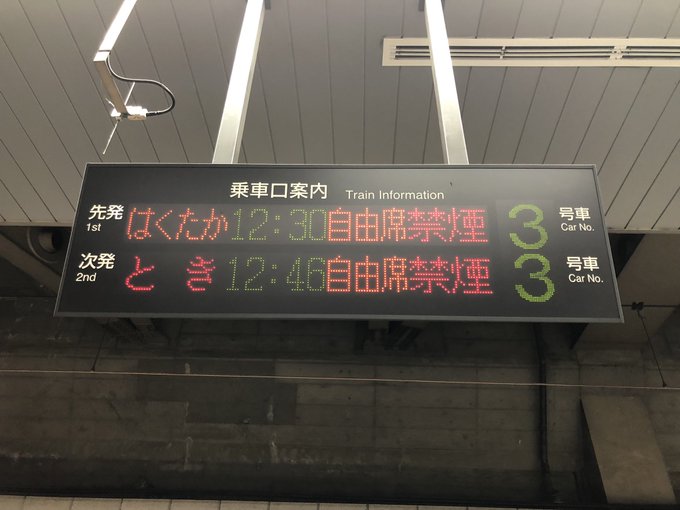 乗車口案内 Train Information
先発 はくたか 12:30 自由席 禁煙 3 号車
1st Car No.
次発 とき 12:46 自由席 禁煙 3 号車
2nd Car No.